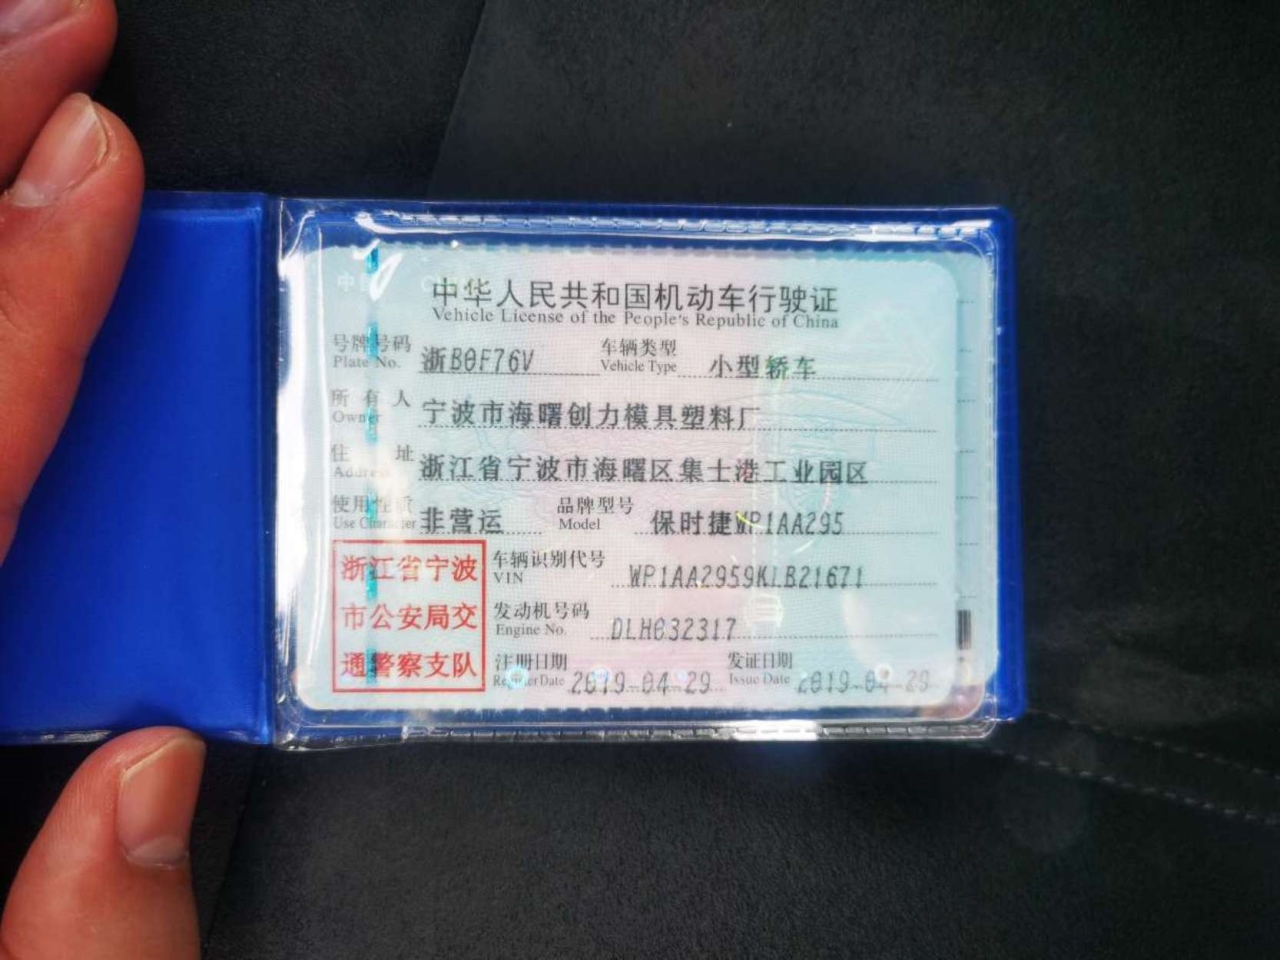 中华人民共和国机动车行驶证
Vehicle License of the People's Republic of China
号牌号码 浙B0F76V 车辆类型 小型轿车
Plate No. Vehicle Type
所有人 宁波市海曙创力模具塑料厂
Owner
住址 浙江省宁波市海曙区集士港工业园区
Address
使用性质 非营运 品牌型号 保时捷WP1AA295
Use Character Model
浙江省宁波
市公安局交
通警察支队
车辆识别代号 WP1AA2959KLB21671
VIN
发动机号码 DLH032317
Engine No.
注册日期 2019-04-29 发证日期 2019-04-29
Register Date Issue Date